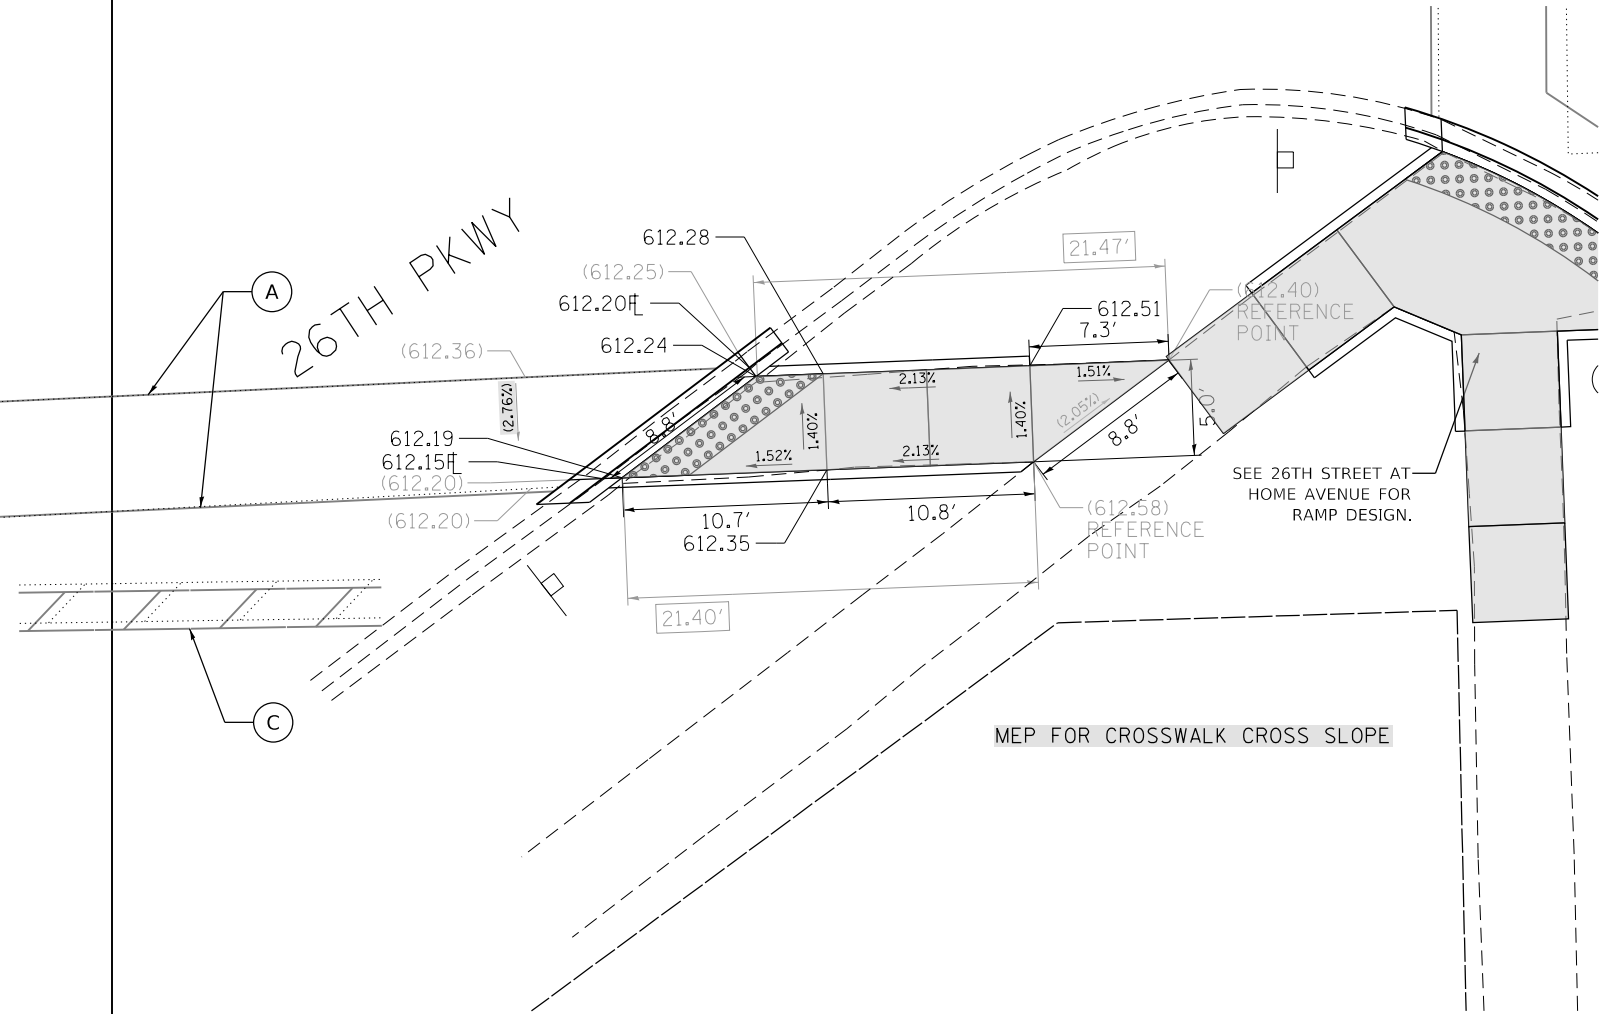 A
26TH PKWY
612.28
(612.25)
612.20FL
612.24
(612.36)
(2.76%)
612.19
612.15FL
(612.20)
(612.20)
8.8'
21.47'
612.51
7.3'
(612.40)
REFERENCE
POINT
2.13%
1.51%
1.40%
1.40%
(2.05%)
1.52%
2.13%
8.8'
5.0'
10.7'
10.8'
612.35
(612.58)
REFERENCE
POINT
21.40'
SEE 26TH STREET AT
HOME AVENUE FOR
RAMP DESIGN.
C
MEP FOR CROSSWALK CROSS SLOPE